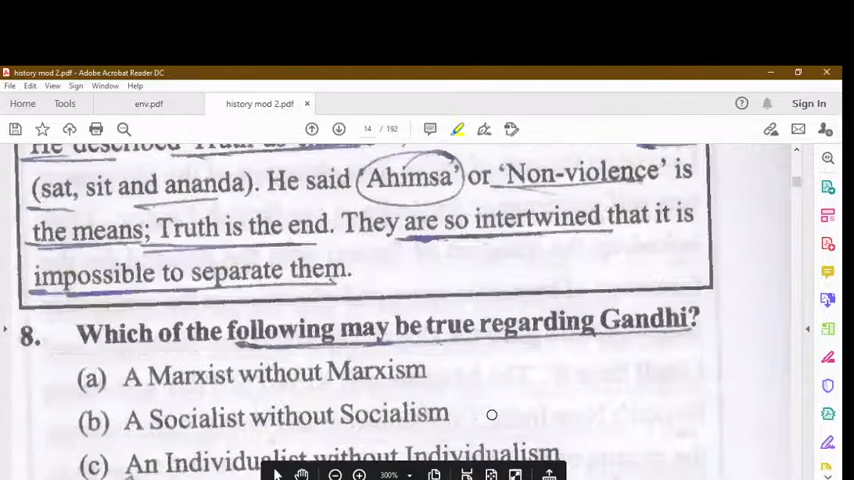 history mod 2.pdf - Adobe Acrobat Reader DC
File Edit View Sign Window Help
Home Tools env.pdf history mod 2.pdf × Sign In
14 / 192
(sat, sit and ananda). He said 'Ahimsa' or 'Non-violence' is
the means; Truth is the end. They are so intertwined that it is
impossible to separate them.
8. Which of the following may be true regarding Gandhi?
(a) A Marxist without Marxism
(b) A Socialist without Socialism
(c) An Individualist without Individualism
300%